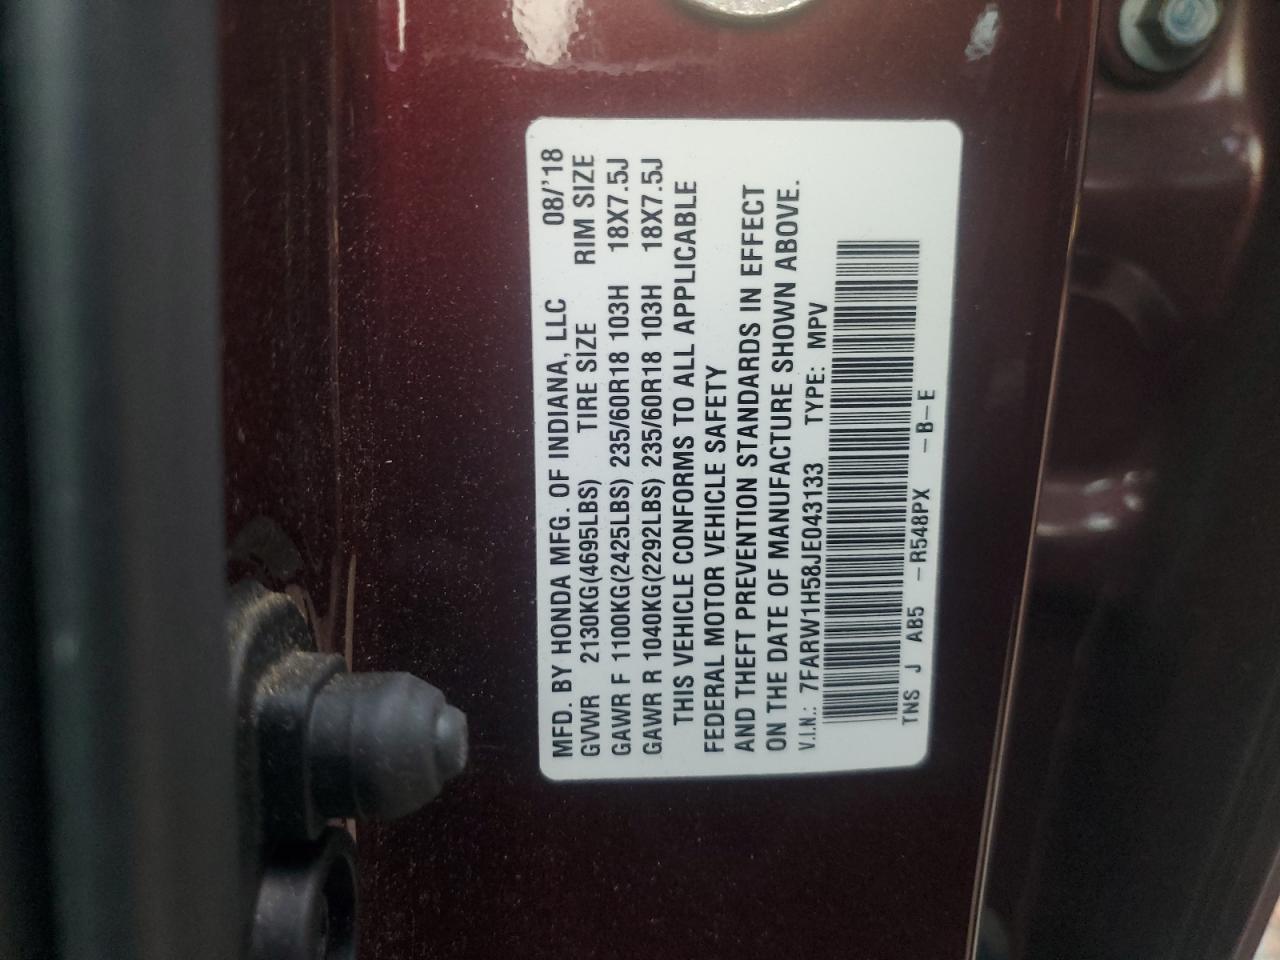 MFD. BY HONDA MFG. OF INDIANA, LLC 08/'18
GVWR 2130KG(4695LBS) TIRE SIZE RIM SIZE
GAWR F 1100KG(2425LBS) 235/60R18 103H 18X7.5J
GAWR R 1040KG(2292LBS) 235/60R18 103H 18X7.5J
THIS VEHICLE CONFORMS TO ALL APPLICABLE
FEDERAL MOTOR VEHICLE SAFETY
AND THEFT PREVENTION STANDARDS IN EFFECT
ON THE DATE OF MANUFACTURE SHOWN ABOVE.
V.I.N.: 7FARW1H58JE043133 TYPE: MPV
TNS J AB5 -R548PX -B-E